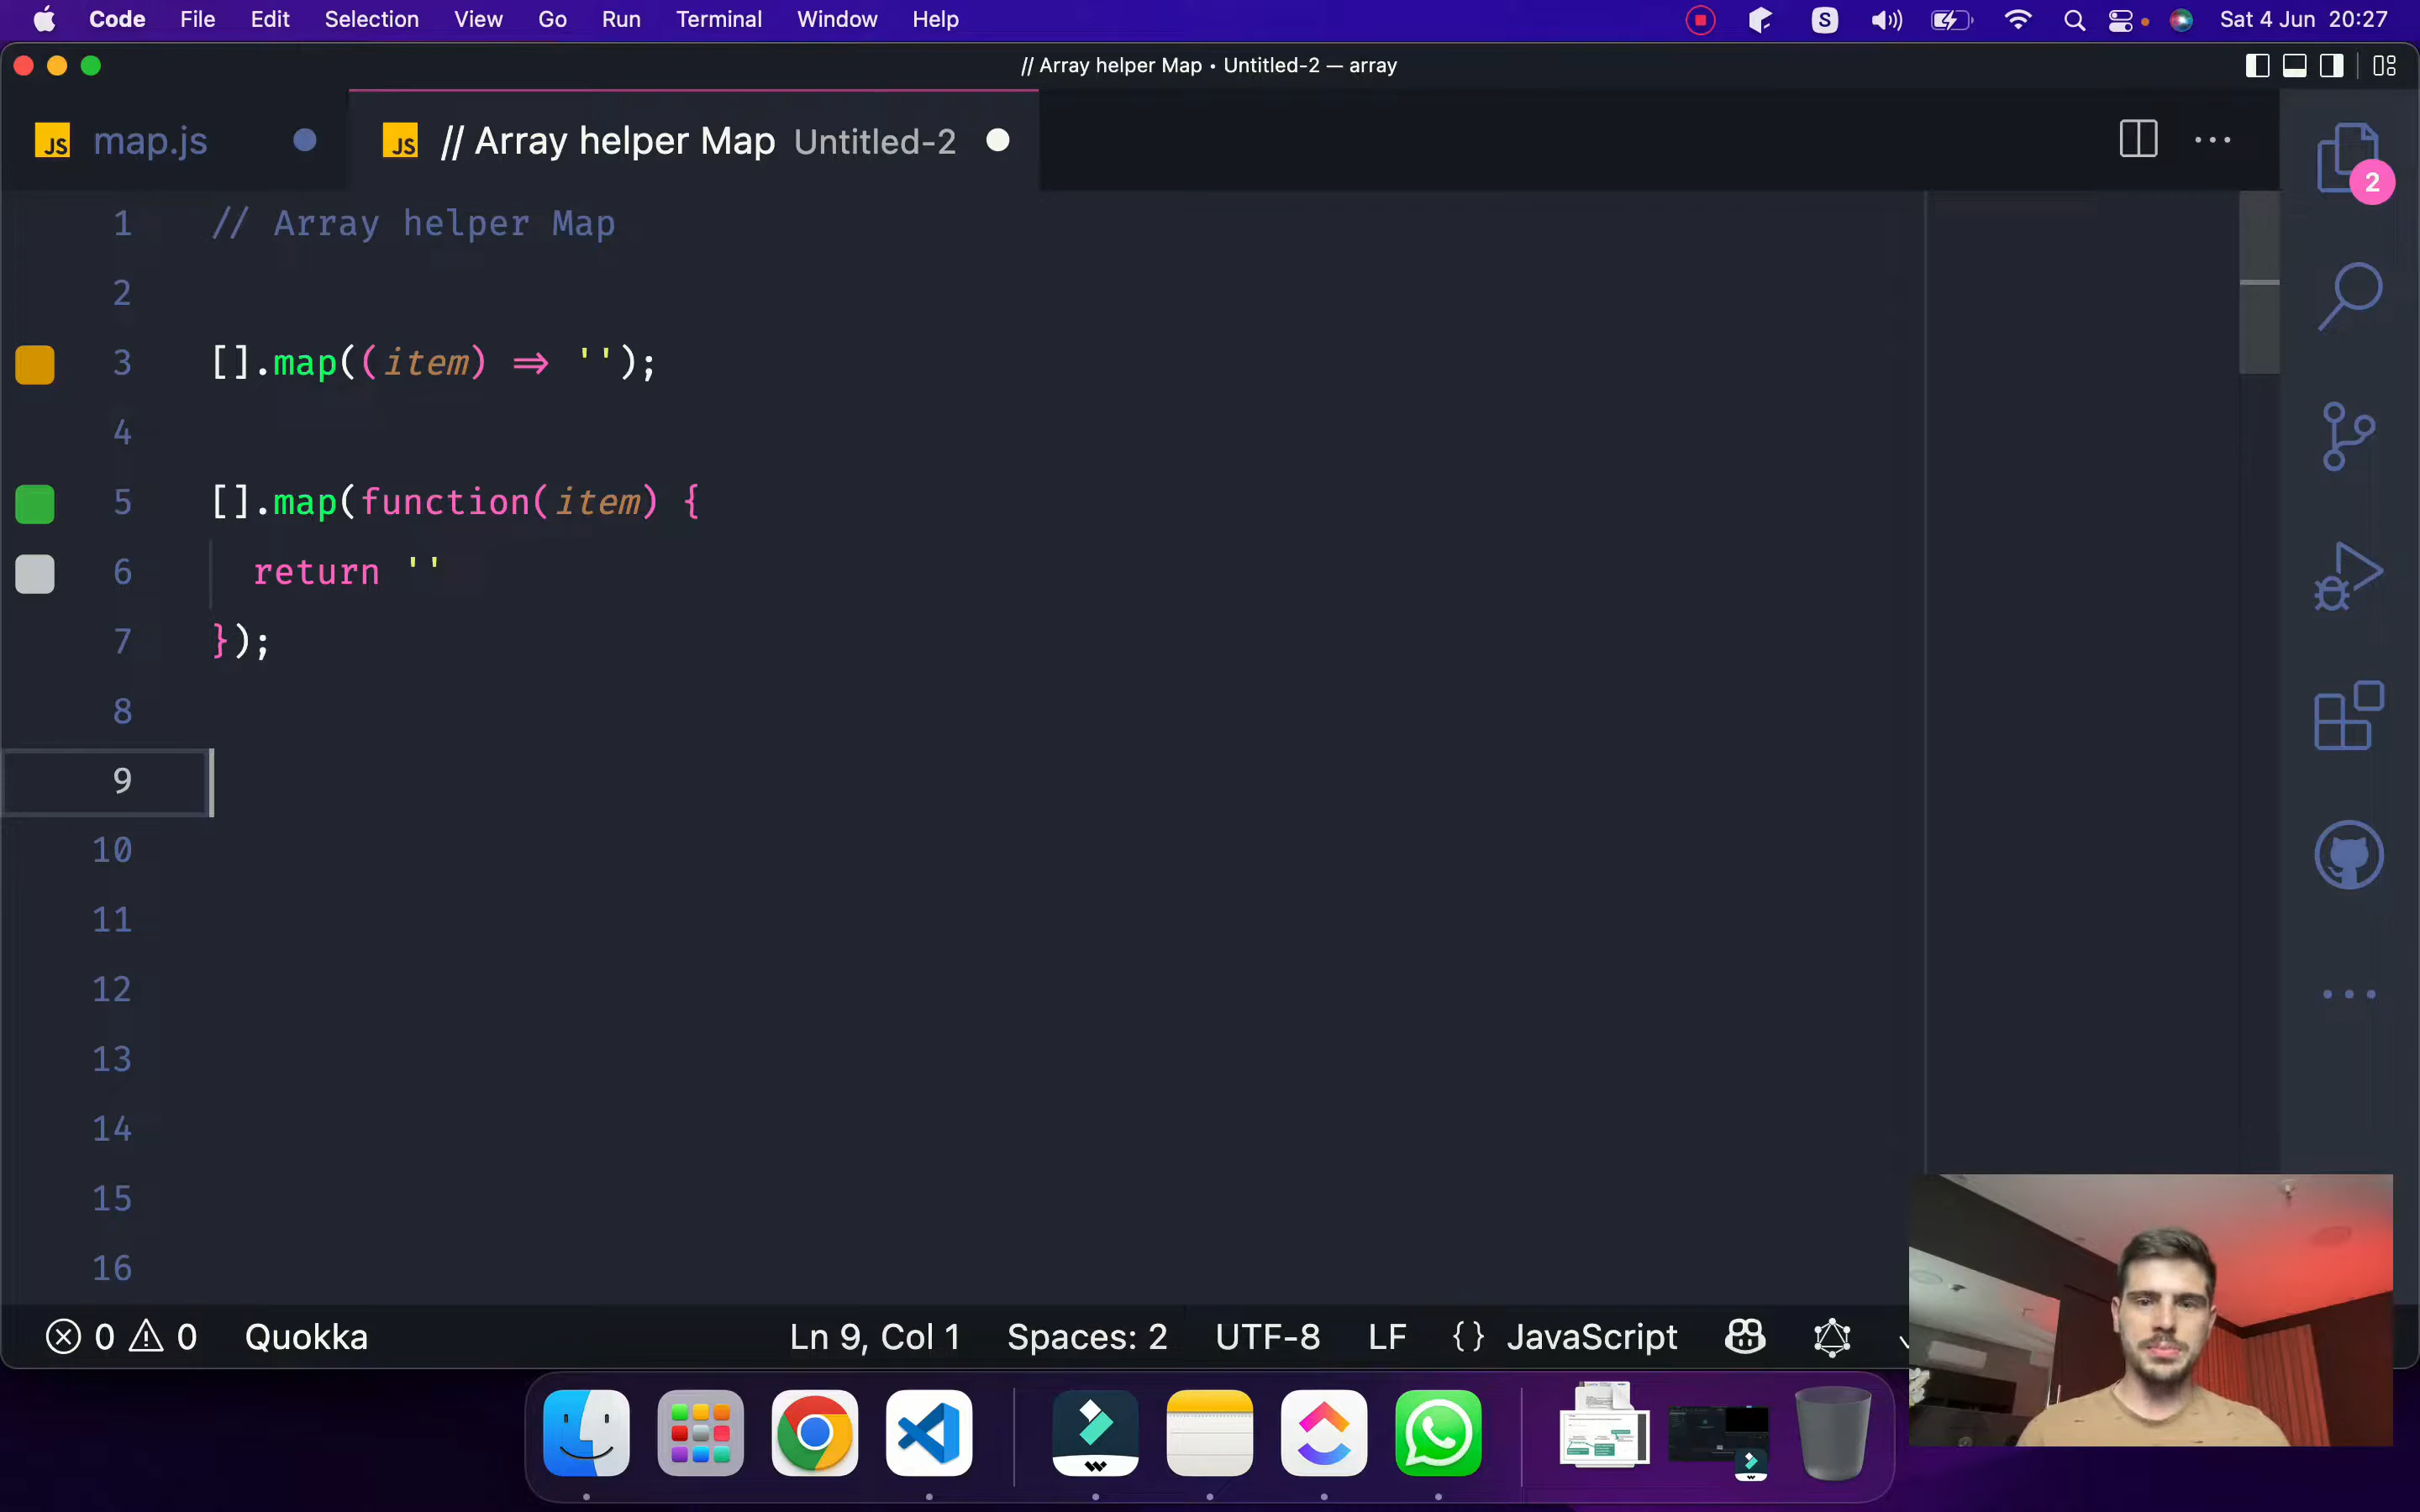 Code File Edit Selection View Go Run Terminal Window Help S Sat 4 Jun 20:27
// Array helper Map • Untitled-2 — array
JS map.js JS // Array helper Map Untitled-2
2
1 // Array helper Map
2
3 [].map((item) => '');
4
5 [].map(function(item) {
6 return ''
7 });
8
9
10
11
12
13
14
15
16
0 0 Quokka Ln 9, Col 1 Spaces: 2 UTF-8 LF {} JavaScript